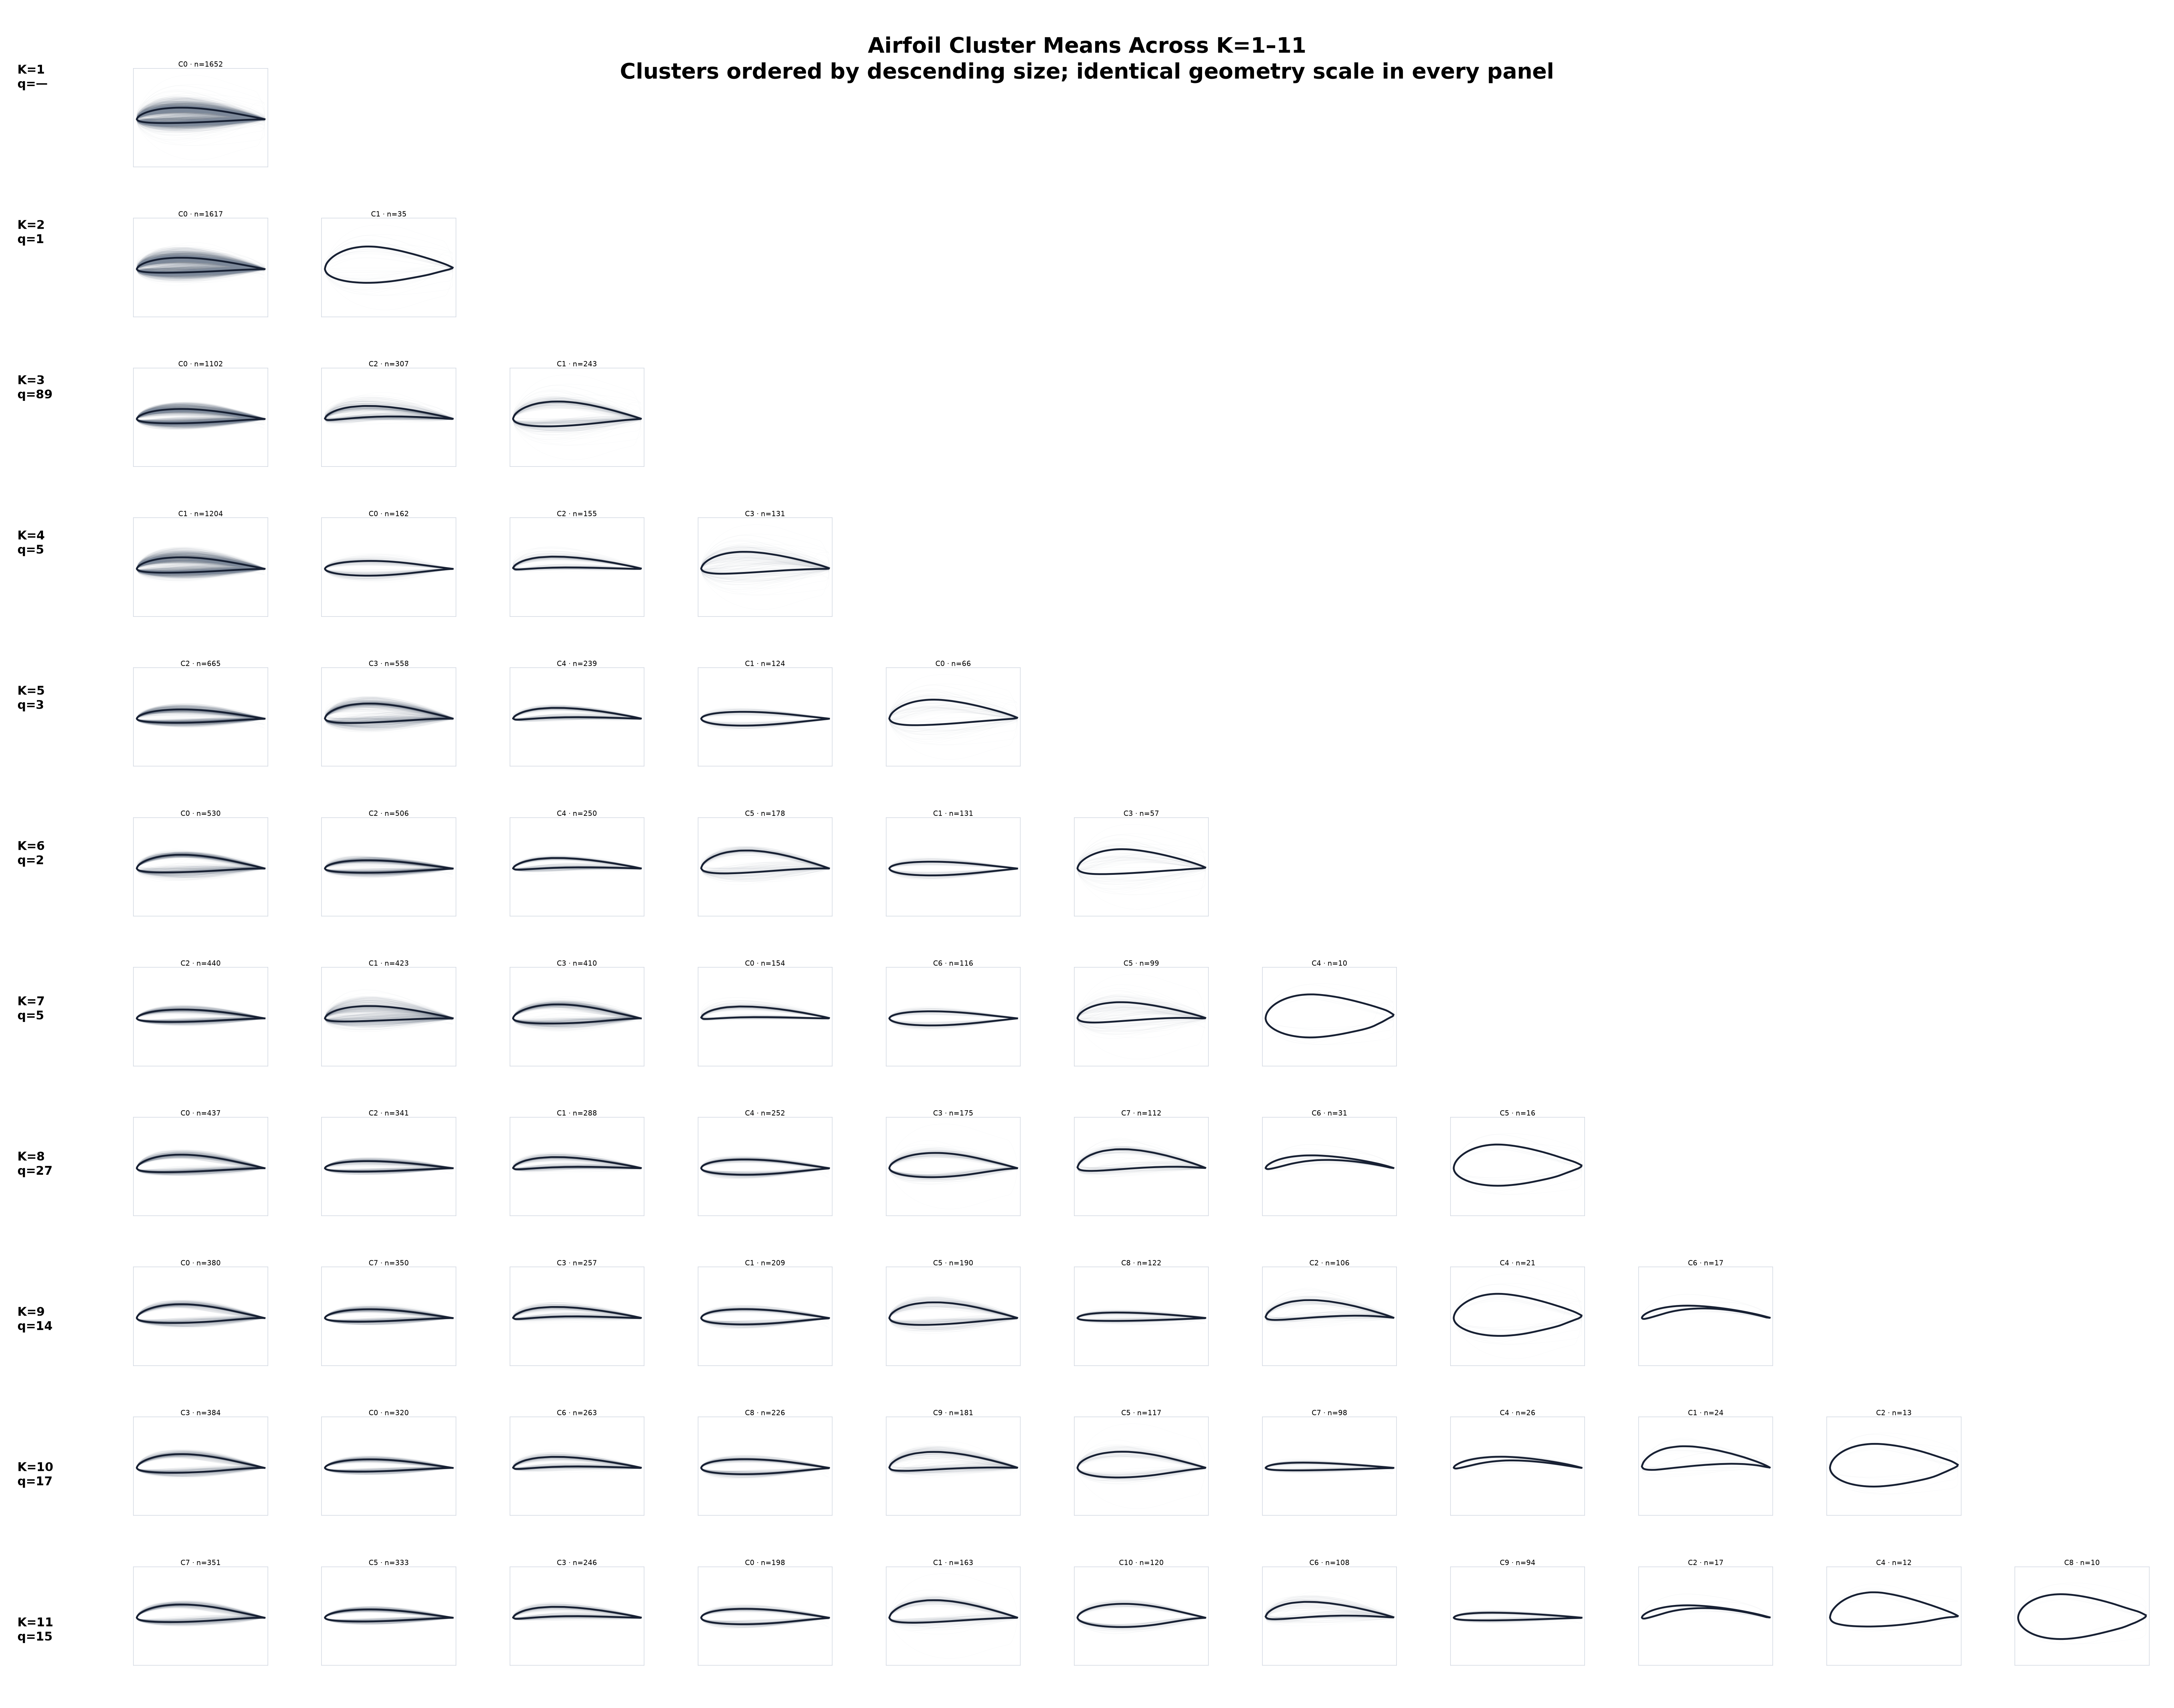 Airfoil Cluster Means Across K=1–11
Clusters ordered by descending size; identical geometry scale in every panel
K=1
q=—
C0 · n=1652
K=2
q=1
C0 · n=1617
C1 · n=35
K=3
q=89
C0 · n=1102
C2 · n=307
C1 · n=243
K=4
q=5
C1 · n=1204
C0 · n=162
C2 · n=155
C3 · n=131
K=5
q=3
C2 · n=665
C3 · n=558
C4 · n=239
C1 · n=124
C0 · n=66
K=6
q=2
C0 · n=530
C2 · n=506
C4 · n=250
C5 · n=178
C1 · n=131
C3 · n=57
K=7
q=5
C2 · n=440
C1 · n=423
C3 · n=410
C0 · n=154
C6 · n=116
C5 · n=99
C4 · n=10
K=8
q=27
C0 · n=437
C2 · n=341
C1 · n=288
C4 · n=252
C3 · n=175
C7 · n=112
C6 · n=31
C5 · n=16
K=9
q=14
C0 · n=380
C7 · n=350
C3 · n=257
C1 · n=209
C5 · n=190
C8 · n=122
C2 · n=106
C4 · n=21
C6 · n=17
K=10
q=17
C3 · n=384
C0 · n=320
C6 · n=263
C8 · n=226
C9 · n=181
C5 · n=117
C7 · n=98
C4 · n=26
C1 · n=24
C2 · n=13
K=11
q=15
C7 · n=351
C5 · n=333
C3 · n=246
C0 · n=198
C1 · n=163
C10 · n=120
C6 · n=108
C9 · n=94
C2 · n=17
C4 · n=12
C8 · n=10